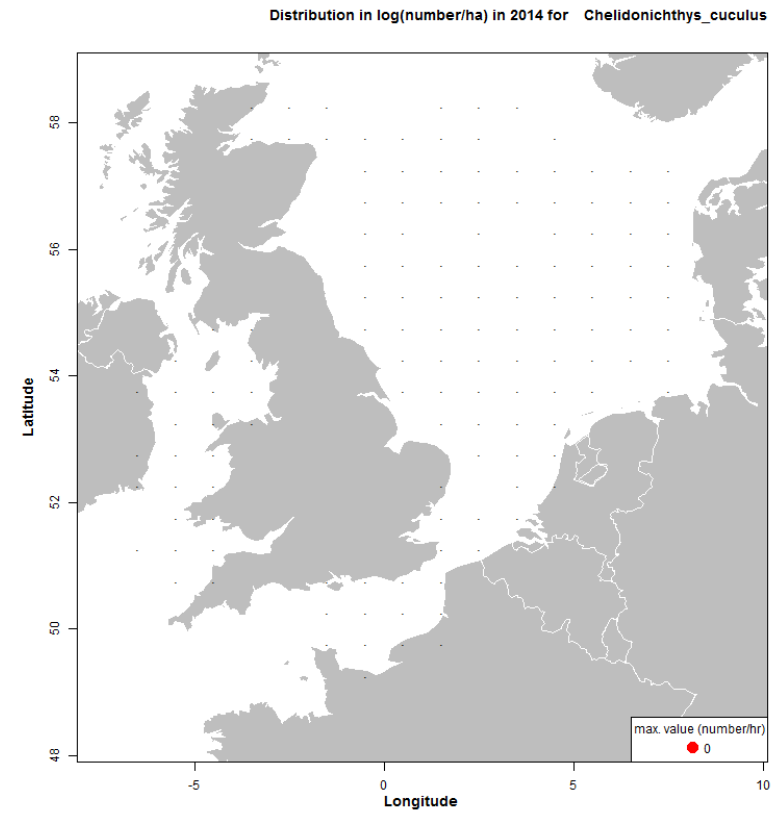 Distribution in log(number/ha) in 2014 for Chelidonichthys_cuculus
58
56
54
52
50
48
Latitude
-5
0
5
10
Longitude
max. value (number/hr)
0